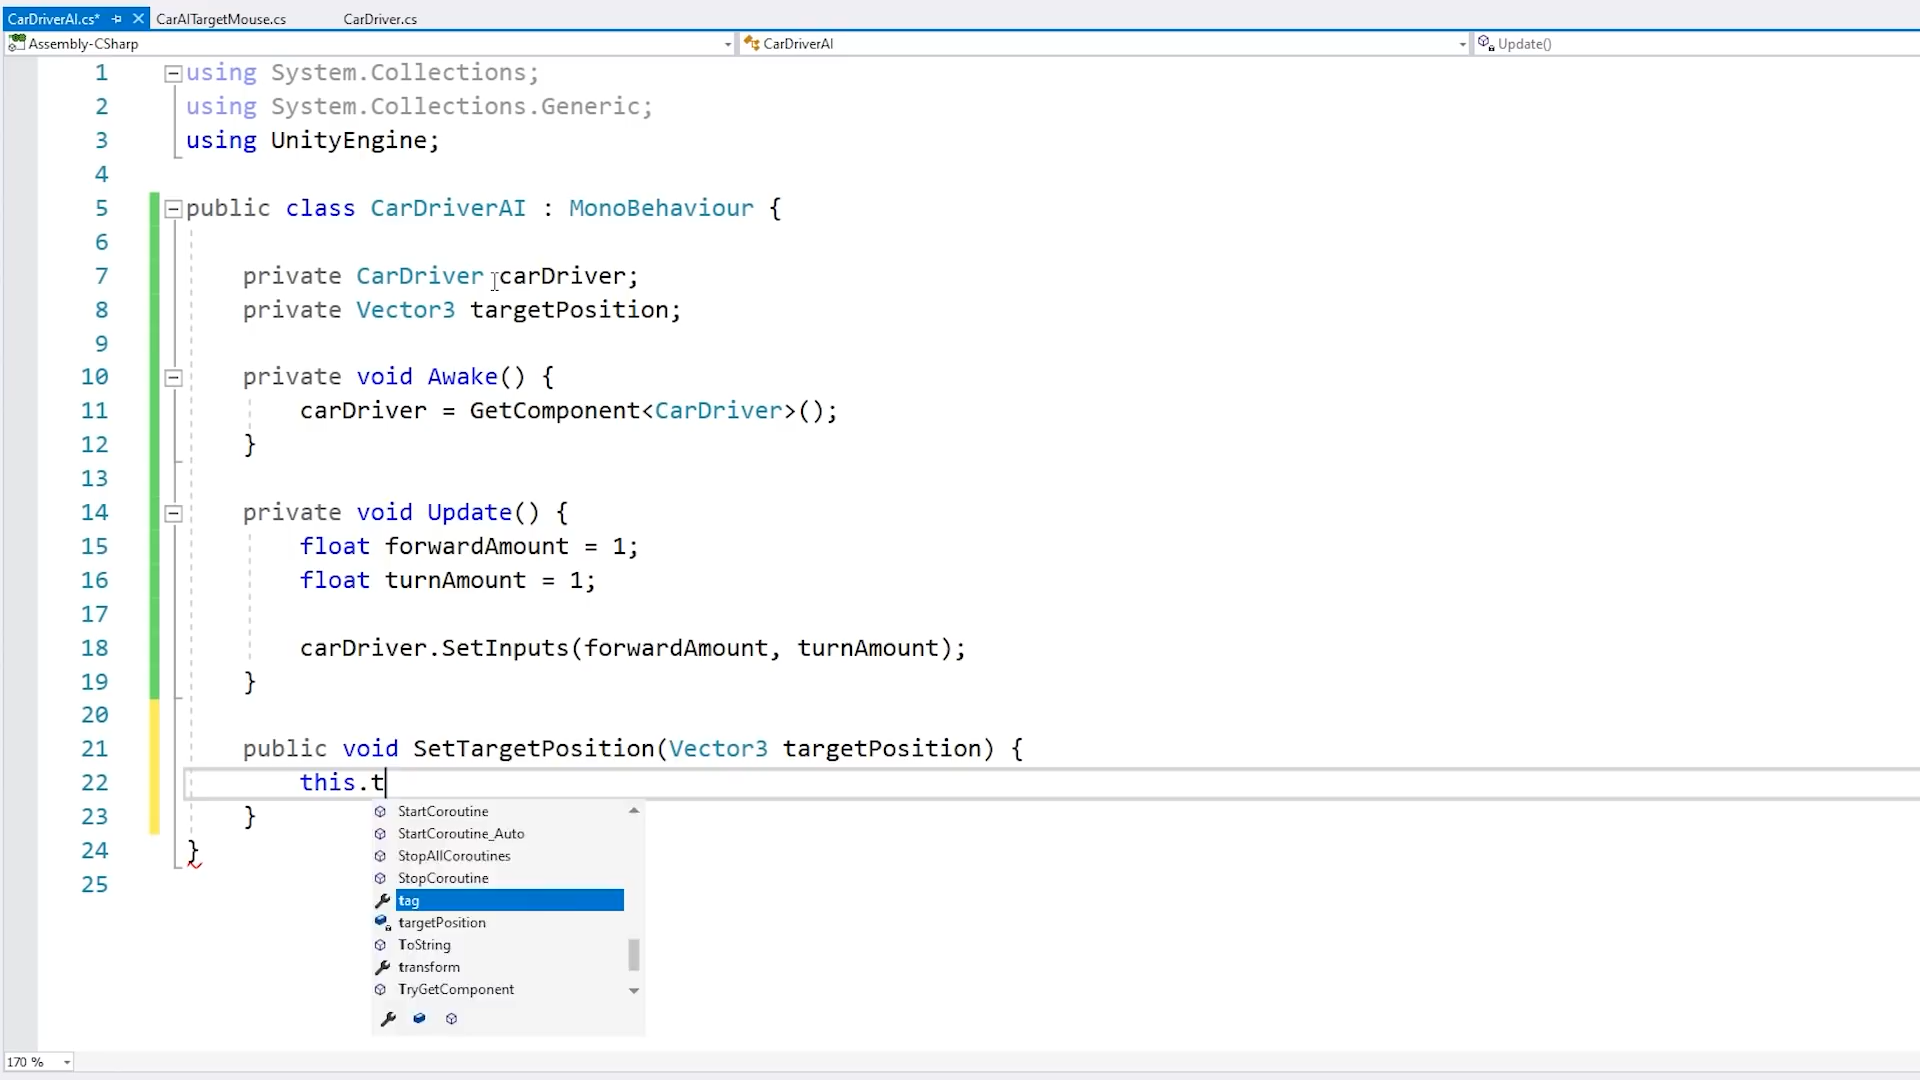 CarDriverAI.cs* CarAITargetMouse.cs CarDriver.cs
Assembly-CSharp CarDriverAI Update()
1 using System.Collections;
2 using System.Collections.Generic;
3 using UnityEngine;
4
5 public class CarDriverAI : MonoBehaviour {
6
7 private CarDriver carDriver;
8 private Vector3 targetPosition;
9
10 private void Awake() {
11 carDriver = GetComponent<CarDriver>();
12 }
13
14 private void Update() {
15 float forwardAmount = 1;
16 float turnAmount = 1;
17
18 carDriver.SetInputs(forwardAmount, turnAmount);
19 }
20
21 public void SetTargetPosition(Vector3 targetPosition) {
22 this.t
23 }
24 }
25
StartCoroutine
StartCoroutine_Auto
StopAllCoroutines
StopCoroutine
tag
targetPosition
ToString
transform
TryGetComponent
170 %